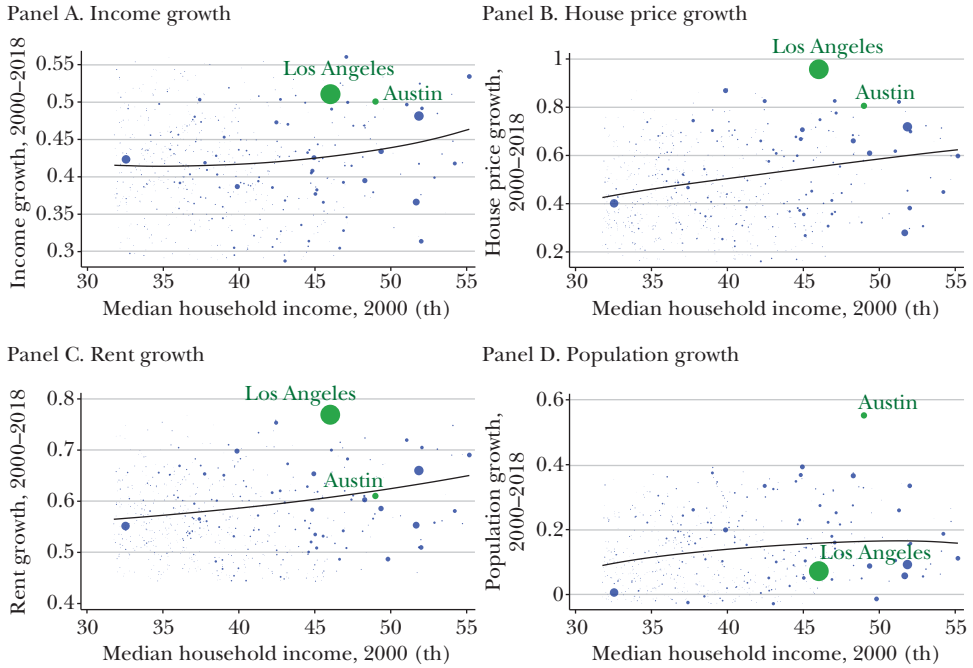 Panel A. Income growth
Income growth, 2000–2018
0.55
0.5
0.45
0.4
0.35
0.3
Los Angeles
Austin
30 35 40 45 50 55
Median household income, 2000 (th)
Panel B. House price growth
House price growth,
2000–2018
1
0.8
0.6
0.4
0.2
Los Angeles
Austin
30 35 40 45 50 55
Median household income, 2000 (th)
Panel C. Rent growth
Rent growth, 2000–2018
0.8
0.7
0.6
0.5
0.4
Los Angeles
Austin
30 35 40 45 50 55
Median household income, 2000 (th)
Panel D. Population growth
Population growth,
2000–2018
0.6
0.4
0.2
0
Austin
Los Angeles
30 35 40 45 50 55
Median household income, 2000 (th)